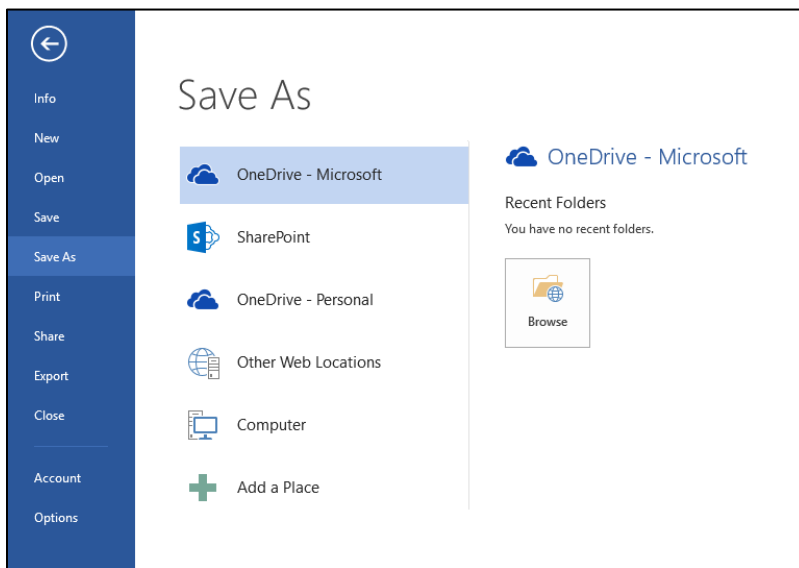 Info
New
Open
Save
Save As
Print
Share
Export
Close
Account
Options
Save As
OneDrive - Microsoft
SharePoint
OneDrive - Personal
Other Web Locations
Computer
Add a Place
OneDrive - Microsoft
Recent Folders
You have no recent folders.
Browse